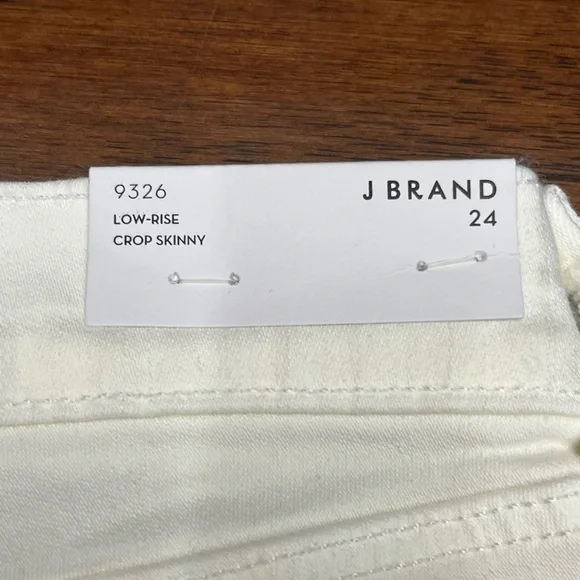 9326
LOW-RISE
CROP SKINNY
J BRAND
24